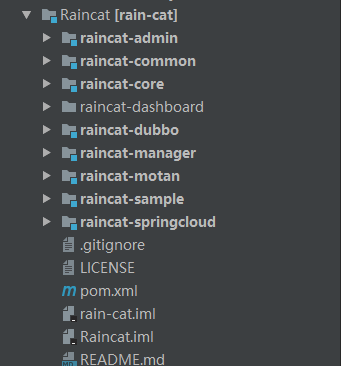 Raincat [rain-cat]
raincat-admin
raincat-common
raincat-core
raincat-dashboard
raincat-dubbo
raincat-manager
raincat-motan
raincat-sample
raincat-springcloud
.gitignore
LICENSE
pom.xml
rain-cat.iml
Raincat.iml
README.md